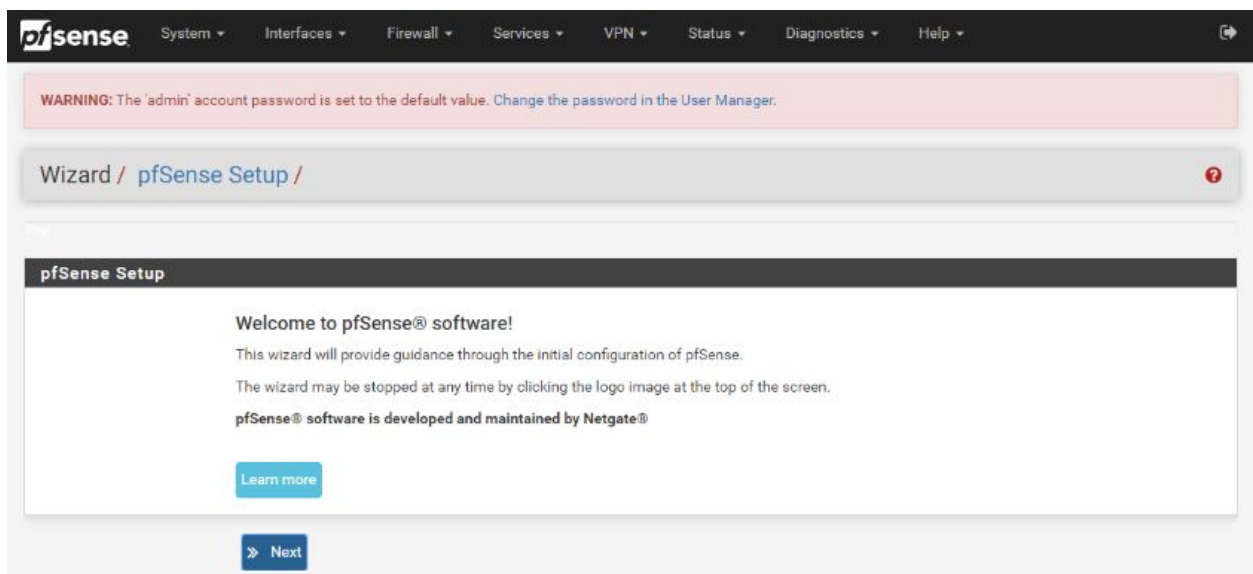 pfsense System Interfaces Firewall Services VPN Status Diagnostics Help
WARNING: The 'admin' account password is set to the default value. Change the password in the User Manager.
Wizard / pfSense Setup /
pfSense Setup
Welcome to pfSense® software!
This wizard will provide guidance through the initial configuration of pfSense.
The wizard may be stopped at any time by clicking the logo image at the top of the screen.
pfSense® software is developed and maintained by Netgate®
Learn more
» Next